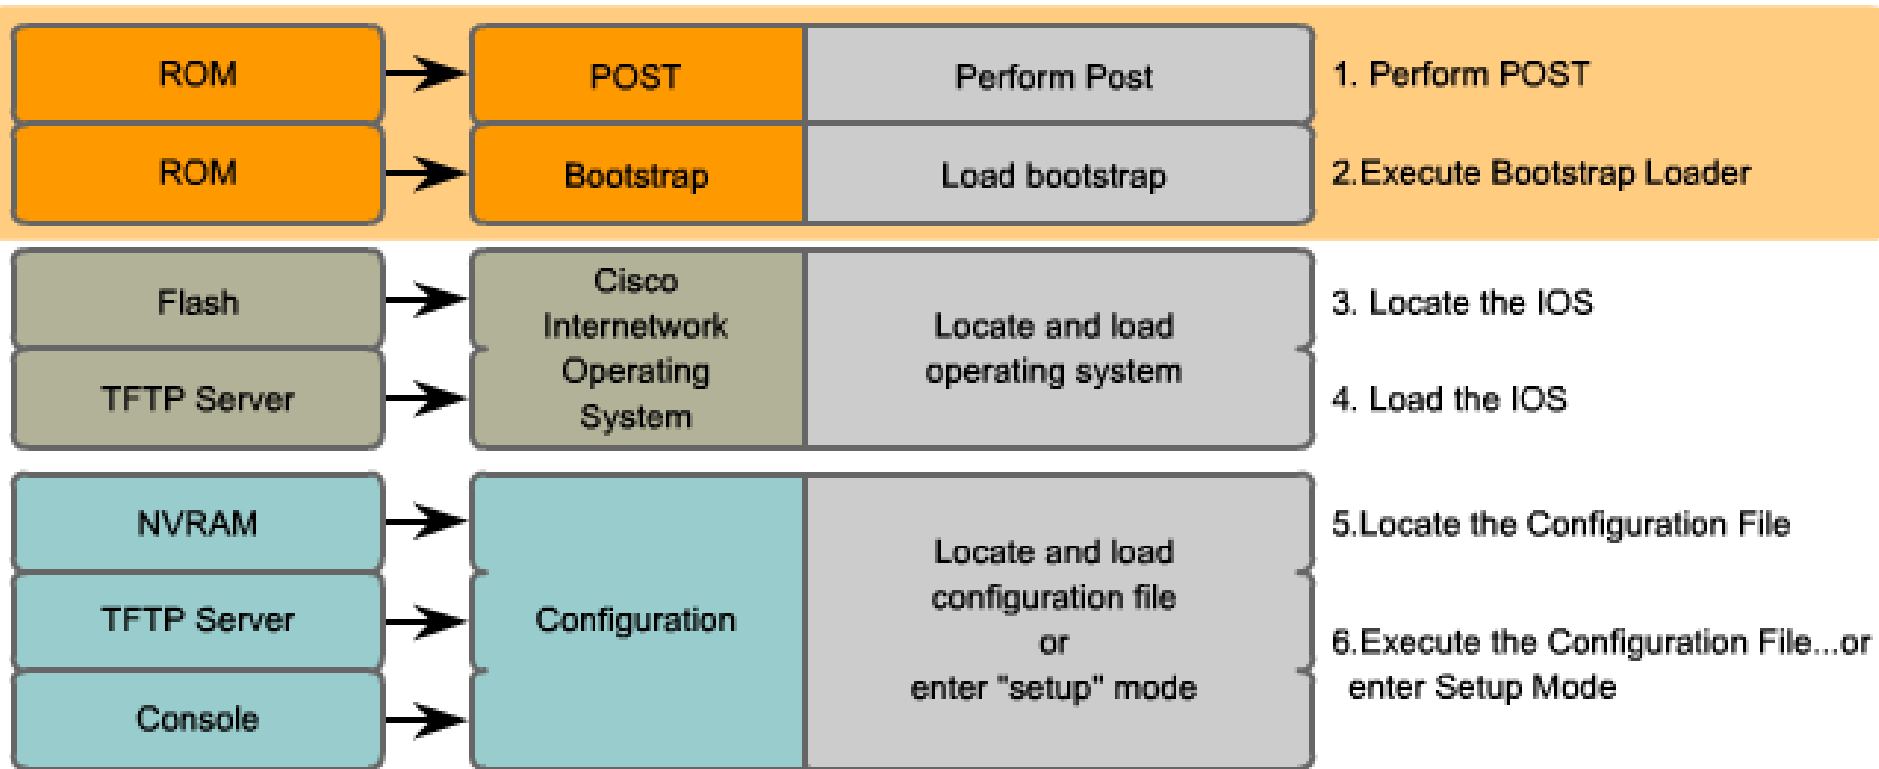 ROM
POST
Perform Post
1. Perform POST
ROM
Bootstrap
Load bootstrap
2.Execute Bootstrap Loader
Flash
TFTP Server
Cisco
Internetwork
Operating
System
Locate and load
operating system
3. Locate the IOS
4. Load the IOS
NVRAM
TFTP Server
Console
Configuration
Locate and load
configuration file
or
enter "setup" mode
5.Locate the Configuration File
6.Execute the Configuration File...or
enter Setup Mode